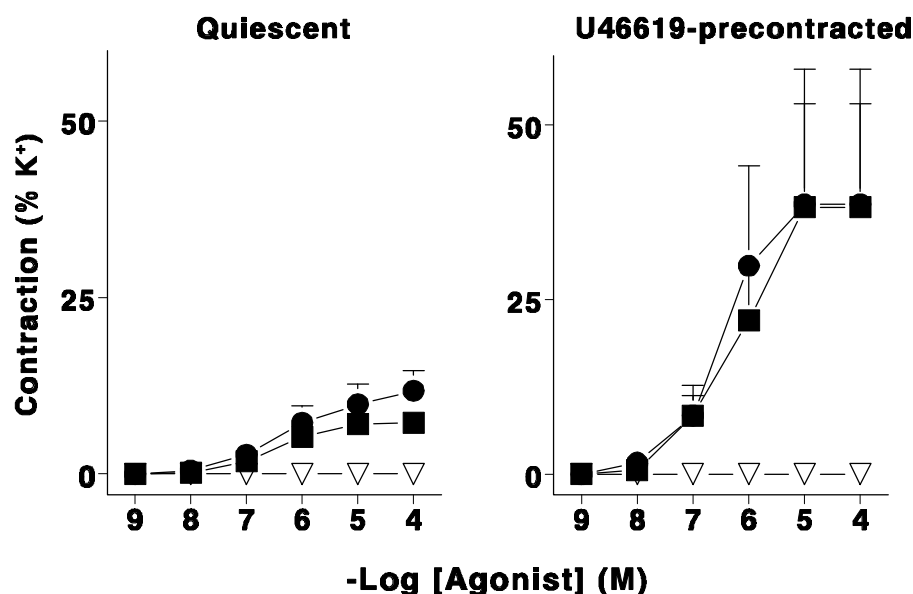 Quiescent
U46619-precontracted
Contraction (% K⁺)
50
25
0
9 8 7 6 5 4
50
25
0
9 8 7 6 5 4
-Log [Agonist] (M)